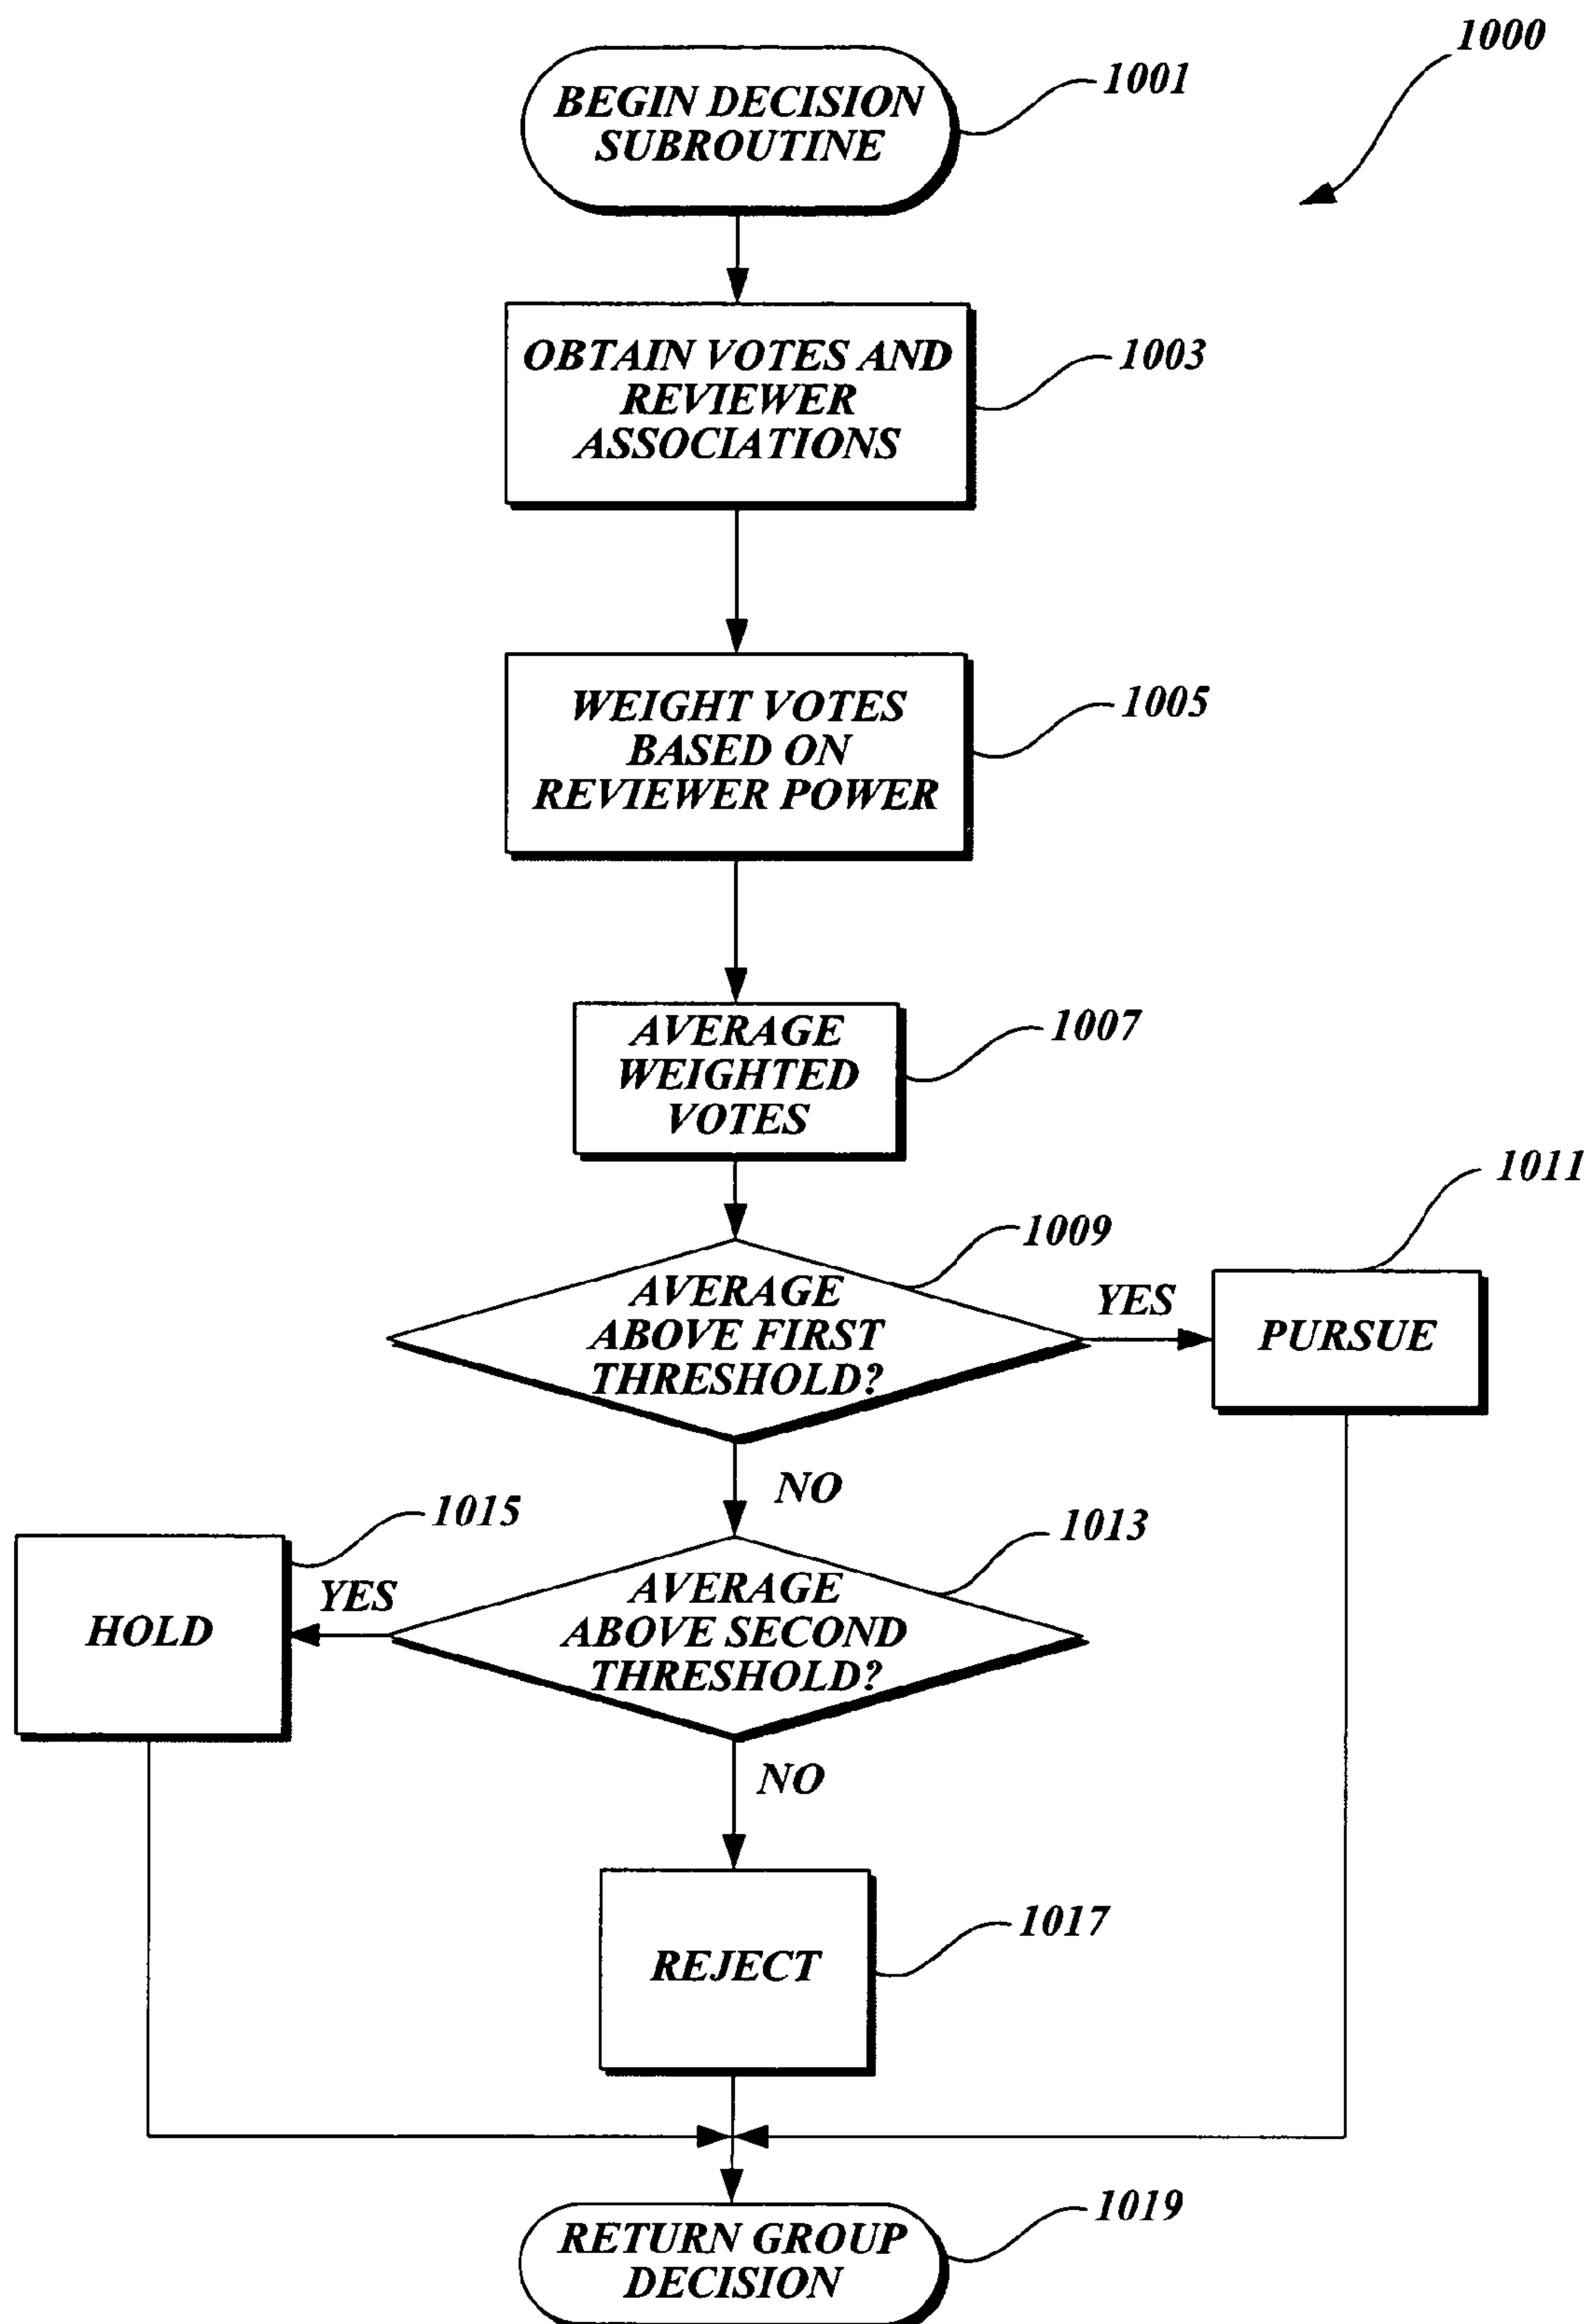 1000
BEGIN DECISION
SUBROUTINE
1001
OBTAIN VOTES AND
REVIEWER
ASSOCIATIONS
1003
WEIGHT VOTES
BASED ON
REVIEWER POWER
1005
AVERAGE
WEIGHTED
VOTES
1007
1009
AVERAGE
ABOVE FIRST
THRESHOLD?
YES
1011
PURSUE
NO
1013
AVERAGE
ABOVE SECOND
THRESHOLD?
YES
1015
HOLD
NO
REJECT
1017
RETURN GROUP
DECISION
1019